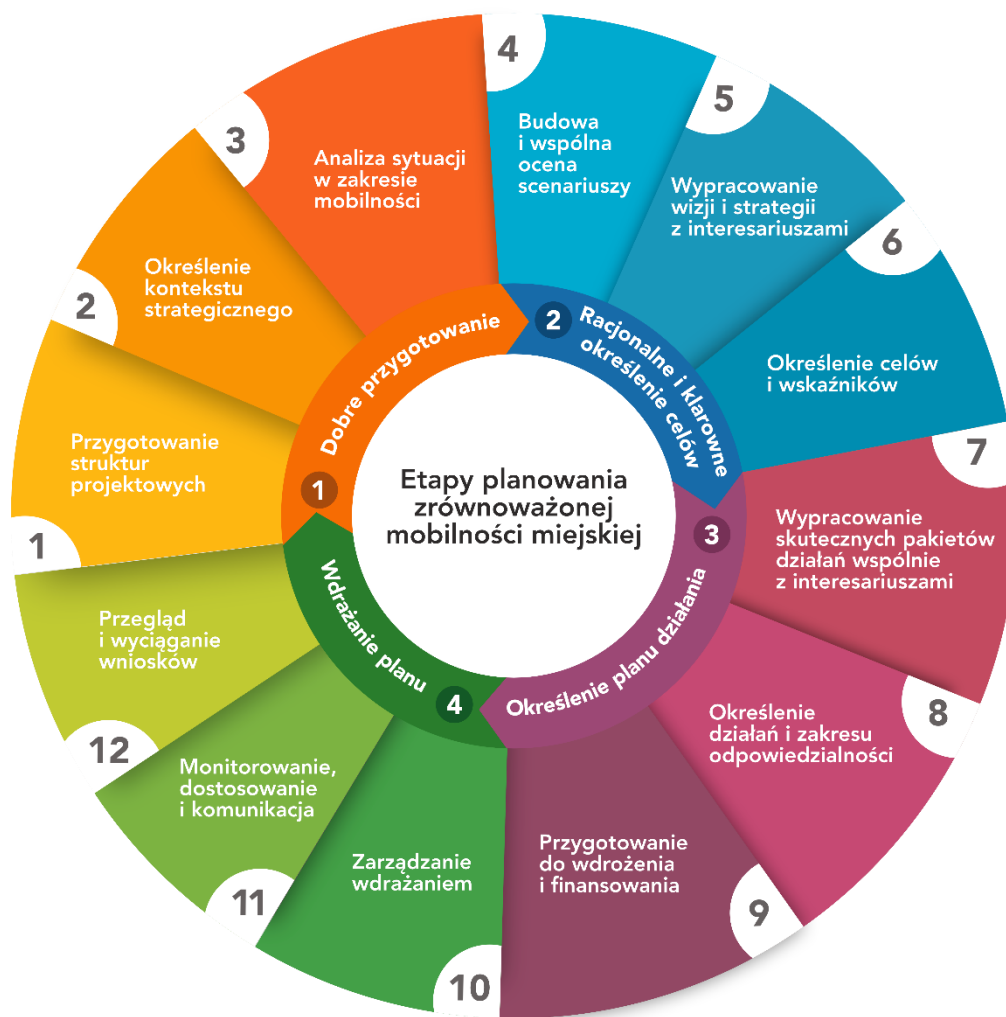 Etapy planowania
zrównoważonej
mobilności miejskiej
1
Dobre przygotowanie
2
Racjonalne i klarowne
określenie celów
3
Określenie planu działania
4
Wdrażanie planu
1
Przygotowanie
struktur
projektowych
2
Określenie
kontekstu
strategicznego
3
Analiza sytuacji
w zakresie
mobilności
4
Budowa
i wspólna
ocena
scenariuszy
5
Wypracowanie
wizji i strategii
z interesariuszami
6
Określenie celów
i wskaźników
7
Wypracowanie
skutecznych pakietów
działań wspólnie
z interesariuszami
8
Określenie
działań i zakresu
odpowiedzialności
9
Przygotowanie
do wdrożenia
i finansowania
10
Zarządzanie
wdrażaniem
11
Monitorowanie,
dostosowanie
i komunikacja
12
Przegląd
i wyciąganie
wniosków